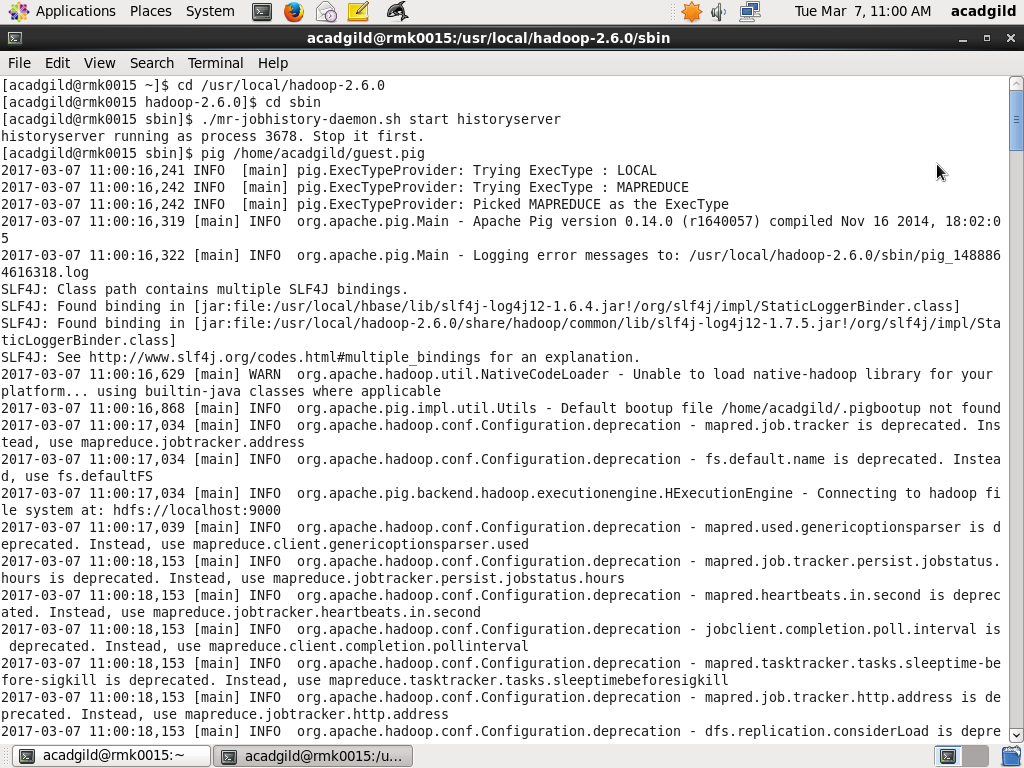 Applications Places System Tue Mar 7, 11:00 AM acadgild
acadgild@rmk0015:/usr/local/hadoop-2.6.0/sbin
File Edit View Search Terminal Help
[acadgild@rmk0015 ~]$ cd /usr/local/hadoop-2.6.0
[acadgild@rmk0015 hadoop-2.6.0]$ cd sbin
[acadgild@rmk0015 sbin]$ ./mr-jobhistory-daemon.sh start historyserver
historyserver running as process 3678. Stop it first.
[acadgild@rmk0015 sbin]$ pig /home/acadgild/guest.pig
2017-03-07 11:00:16,241 INFO  [main] pig.ExecTypeProvider: Trying ExecType : LOCAL
2017-03-07 11:00:16,242 INFO  [main] pig.ExecTypeProvider: Trying ExecType : MAPREDUCE
2017-03-07 11:00:16,242 INFO  [main] pig.ExecTypeProvider: Picked MAPREDUCE as the ExecType
2017-03-07 11:00:16,319 [main] INFO  org.apache.pig.Main - Apache Pig version 0.14.0 (r1640057) compiled Nov 16 2014, 18:02:0
5
2017-03-07 11:00:16,322 [main] INFO  org.apache.pig.Main - Logging error messages to: /usr/local/hadoop-2.6.0/sbin/pig_148886
4616318.log
SLF4J: Class path contains multiple SLF4J bindings.
SLF4J: Found binding in [jar:file:/usr/local/hbase/lib/slf4j-log4j12-1.6.4.jar!/org/slf4j/impl/StaticLoggerBinder.class]
SLF4J: Found binding in [jar:file:/usr/local/hadoop-2.6.0/share/hadoop/common/lib/slf4j-log4j12-1.7.5.jar!/org/slf4j/impl/Sta
ticLoggerBinder.class]
SLF4J: See http://www.slf4j.org/codes.html#multiple_bindings for an explanation.
2017-03-07 11:00:16,629 [main] WARN  org.apache.hadoop.util.NativeCodeLoader - Unable to load native-hadoop library for your
platform... using builtin-java classes where applicable
2017-03-07 11:00:16,868 [main] INFO  org.apache.pig.impl.util.Utils - Default bootup file /home/acadgild/.pigbootup not found
2017-03-07 11:00:17,034 [main] INFO  org.apache.hadoop.conf.Configuration.deprecation - mapred.job.tracker is deprecated. Ins
tead, use mapreduce.jobtracker.address
2017-03-07 11:00:17,034 [main] INFO  org.apache.hadoop.conf.Configuration.deprecation - fs.default.name is deprecated. Instea
d, use fs.defaultFS
2017-03-07 11:00:17,034 [main] INFO  org.apache.pig.backend.hadoop.executionengine.HExecutionEngine - Connecting to hadoop fi
le system at: hdfs://localhost:9000
2017-03-07 11:00:17,039 [main] INFO  org.apache.hadoop.conf.Configuration.deprecation - mapred.used.genericoptionsparser is d
eprecated. Instead, use mapreduce.client.genericoptionsparser.used
2017-03-07 11:00:18,153 [main] INFO  org.apache.hadoop.conf.Configuration.deprecation - mapred.job.tracker.persist.jobstatus.
hours is deprecated. Instead, use mapreduce.jobtracker.persist.jobstatus.hours
2017-03-07 11:00:18,153 [main] INFO  org.apache.hadoop.conf.Configuration.deprecation - mapred.heartbeats.in.second is deprec
ated. Instead, use mapreduce.jobtracker.heartbeats.in.second
2017-03-07 11:00:18,153 [main] INFO  org.apache.hadoop.conf.Configuration.deprecation - jobclient.completion.poll.interval is
 deprecated. Instead, use mapreduce.client.completion.pollinterval
2017-03-07 11:00:18,153 [main] INFO  org.apache.hadoop.conf.Configuration.deprecation - mapred.tasktracker.tasks.sleeptime-be
fore-sigkill is deprecated. Instead, use mapreduce.tasktracker.tasks.sleeptimebeforesigkill
2017-03-07 11:00:18,153 [main] INFO  org.apache.hadoop.conf.Configuration.deprecation - mapred.job.tracker.http.address is de
precated. Instead, use mapreduce.jobtracker.http.address
2017-03-07 11:00:18,153 [main] INFO  org.apache.hadoop.conf.Configuration.deprecation - dfs.replication.considerLoad is depre
acadgild@rmk0015:~ acadgild@rmk0015:/u...